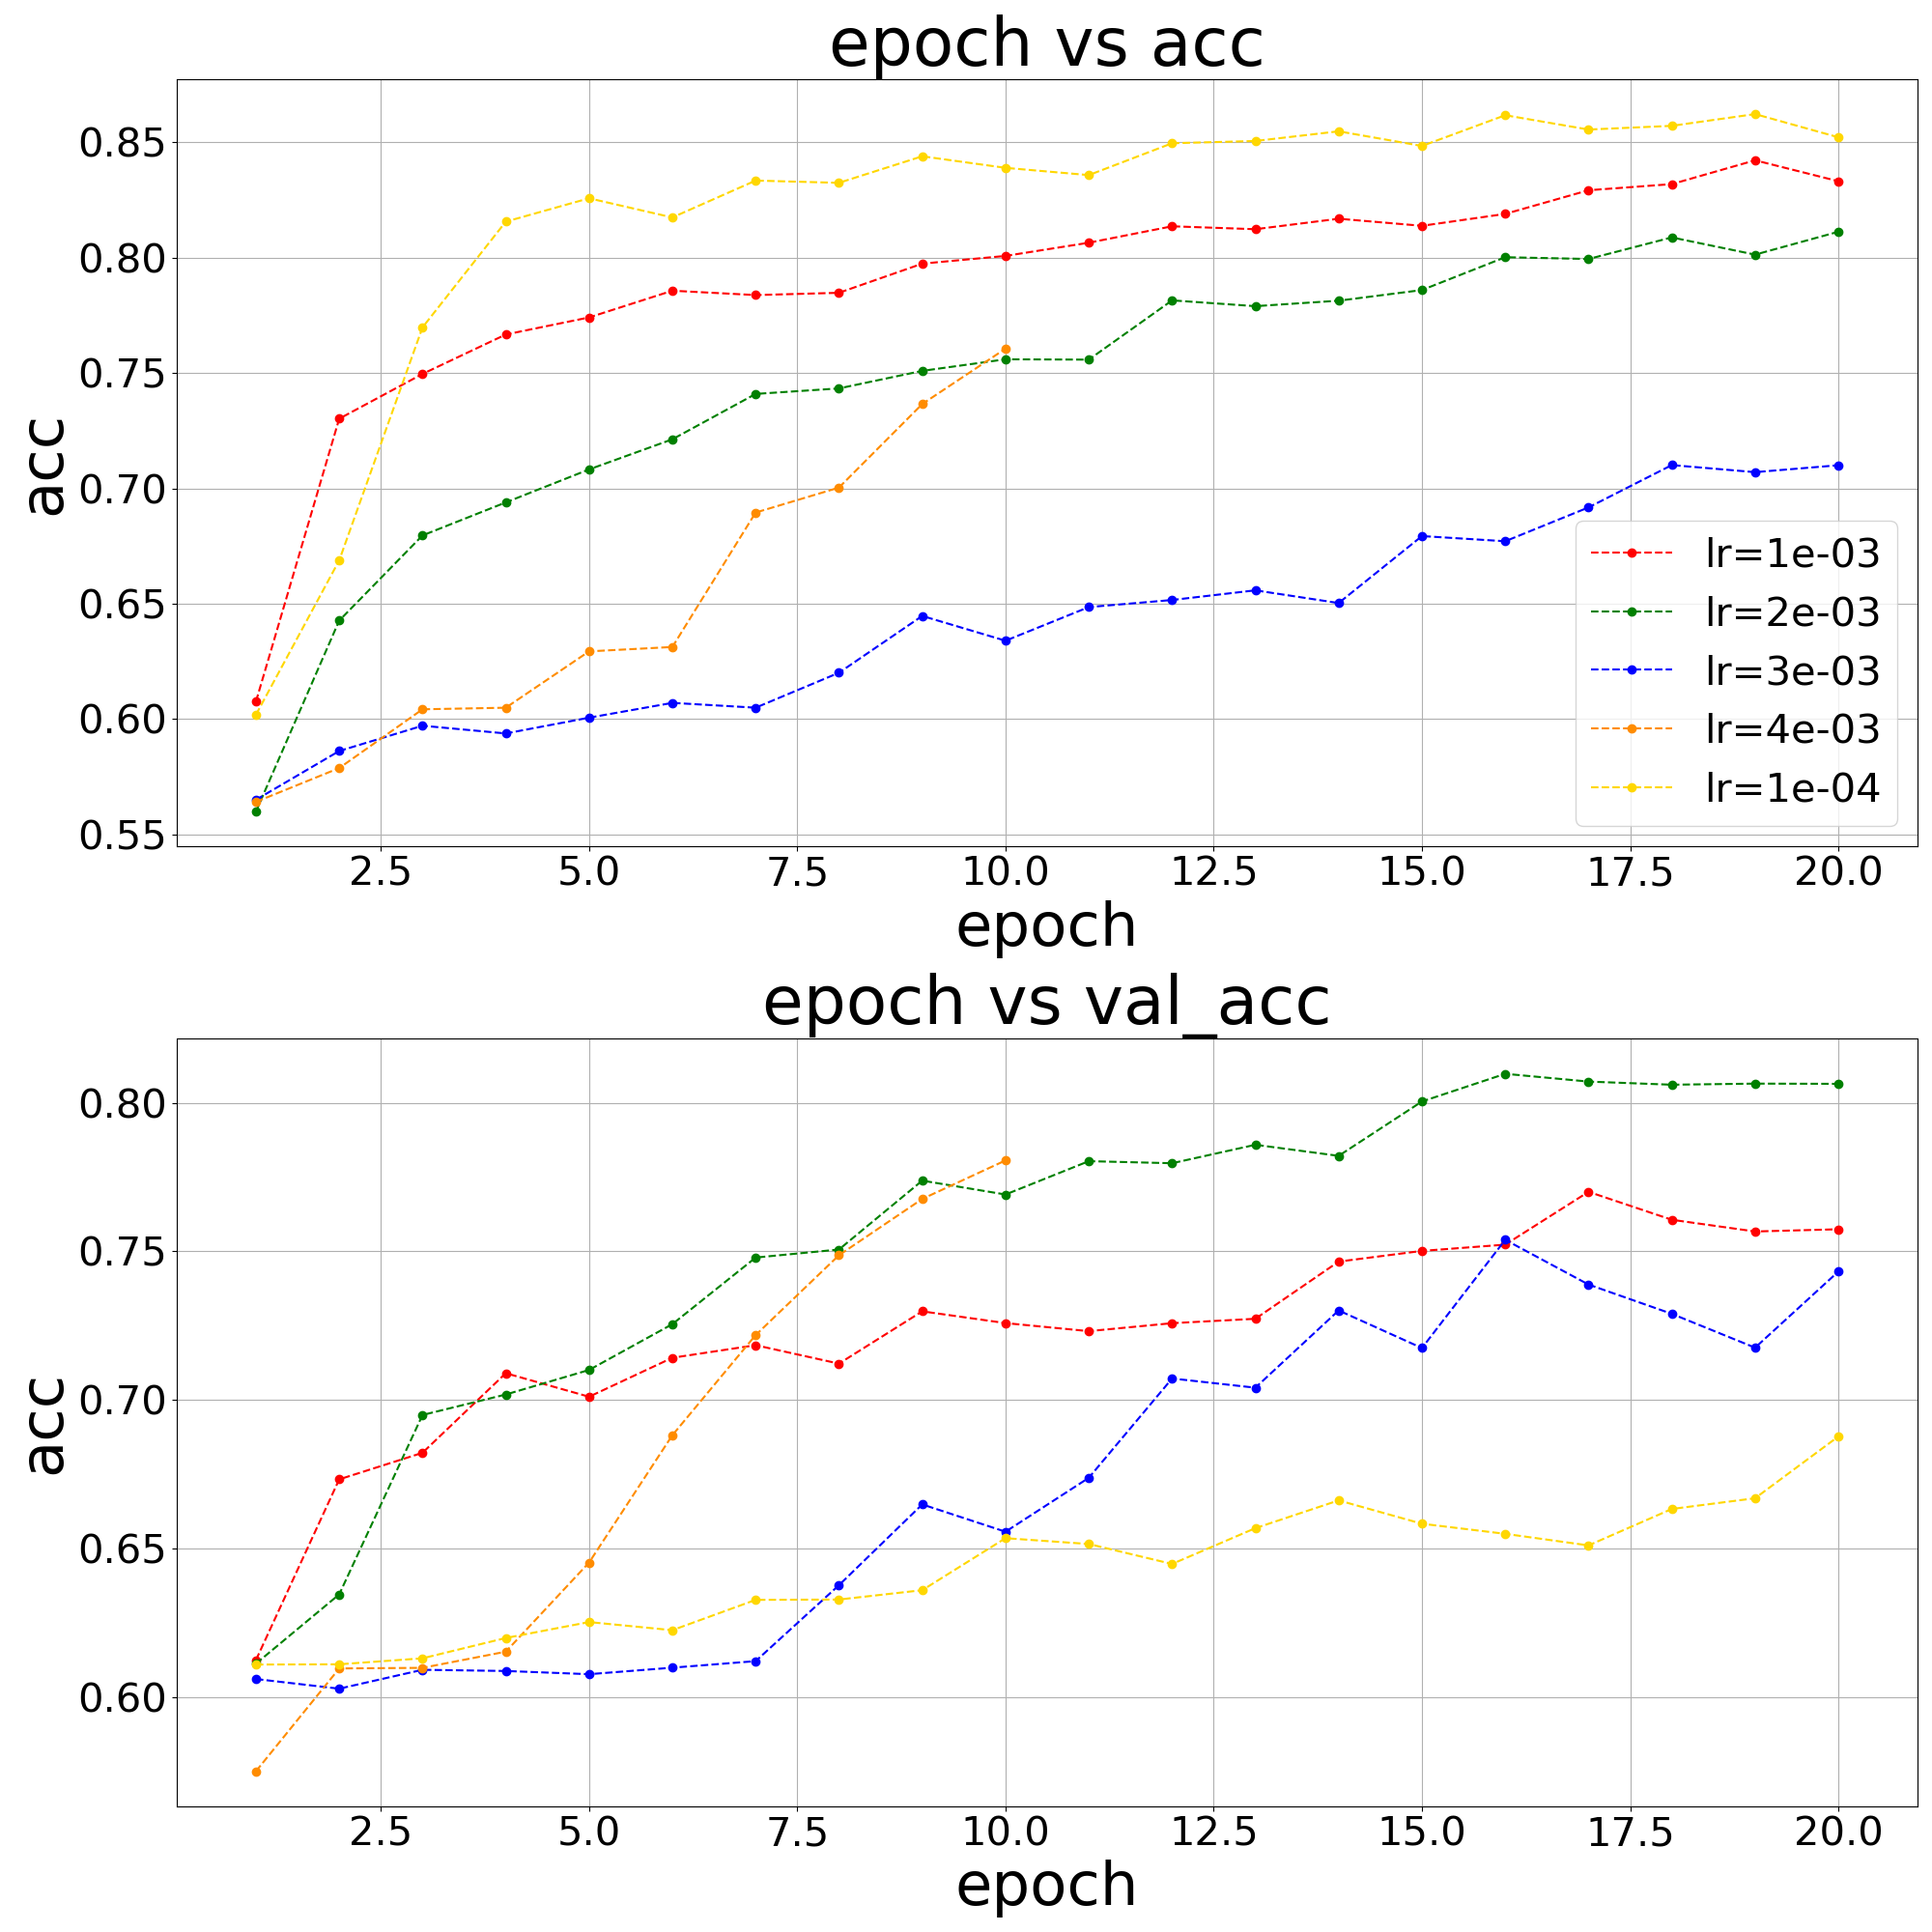 epoch vs acc
acc
0.85
0.80
0.75
0.70
0.65
0.60
0.55
lr=1e-03
lr=2e-03
lr=3e-03
lr=4e-03
lr=1e-04
2.5 5.0 7.5 10.0 12.5 15.0 17.5 20.0
epoch
epoch vs val_acc
acc
0.80
0.75
0.70
0.65
0.60
2.5 5.0 7.5 10.0 12.5 15.0 17.5 20.0
epoch